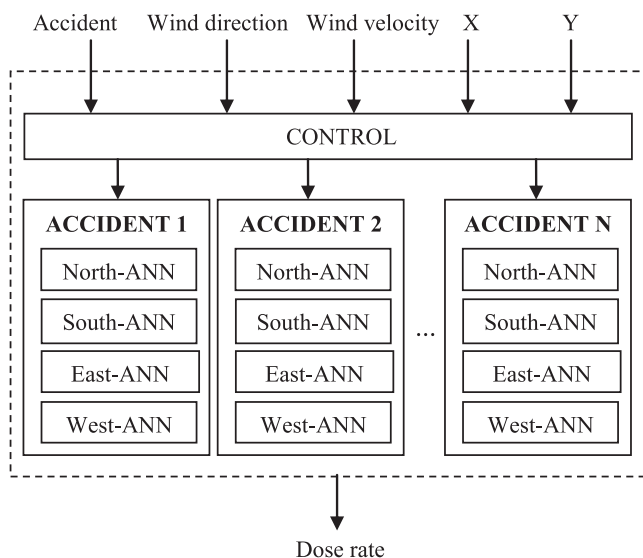 Accident Wind direction Wind velocity X Y
CONTROL
ACCIDENT 1 ACCIDENT 2 ACCIDENT N
North-ANN North-ANN North-ANN
South-ANN South-ANN ... South-ANN
East-ANN East-ANN East-ANN
West-ANN West-ANN West-ANN
Dose rate